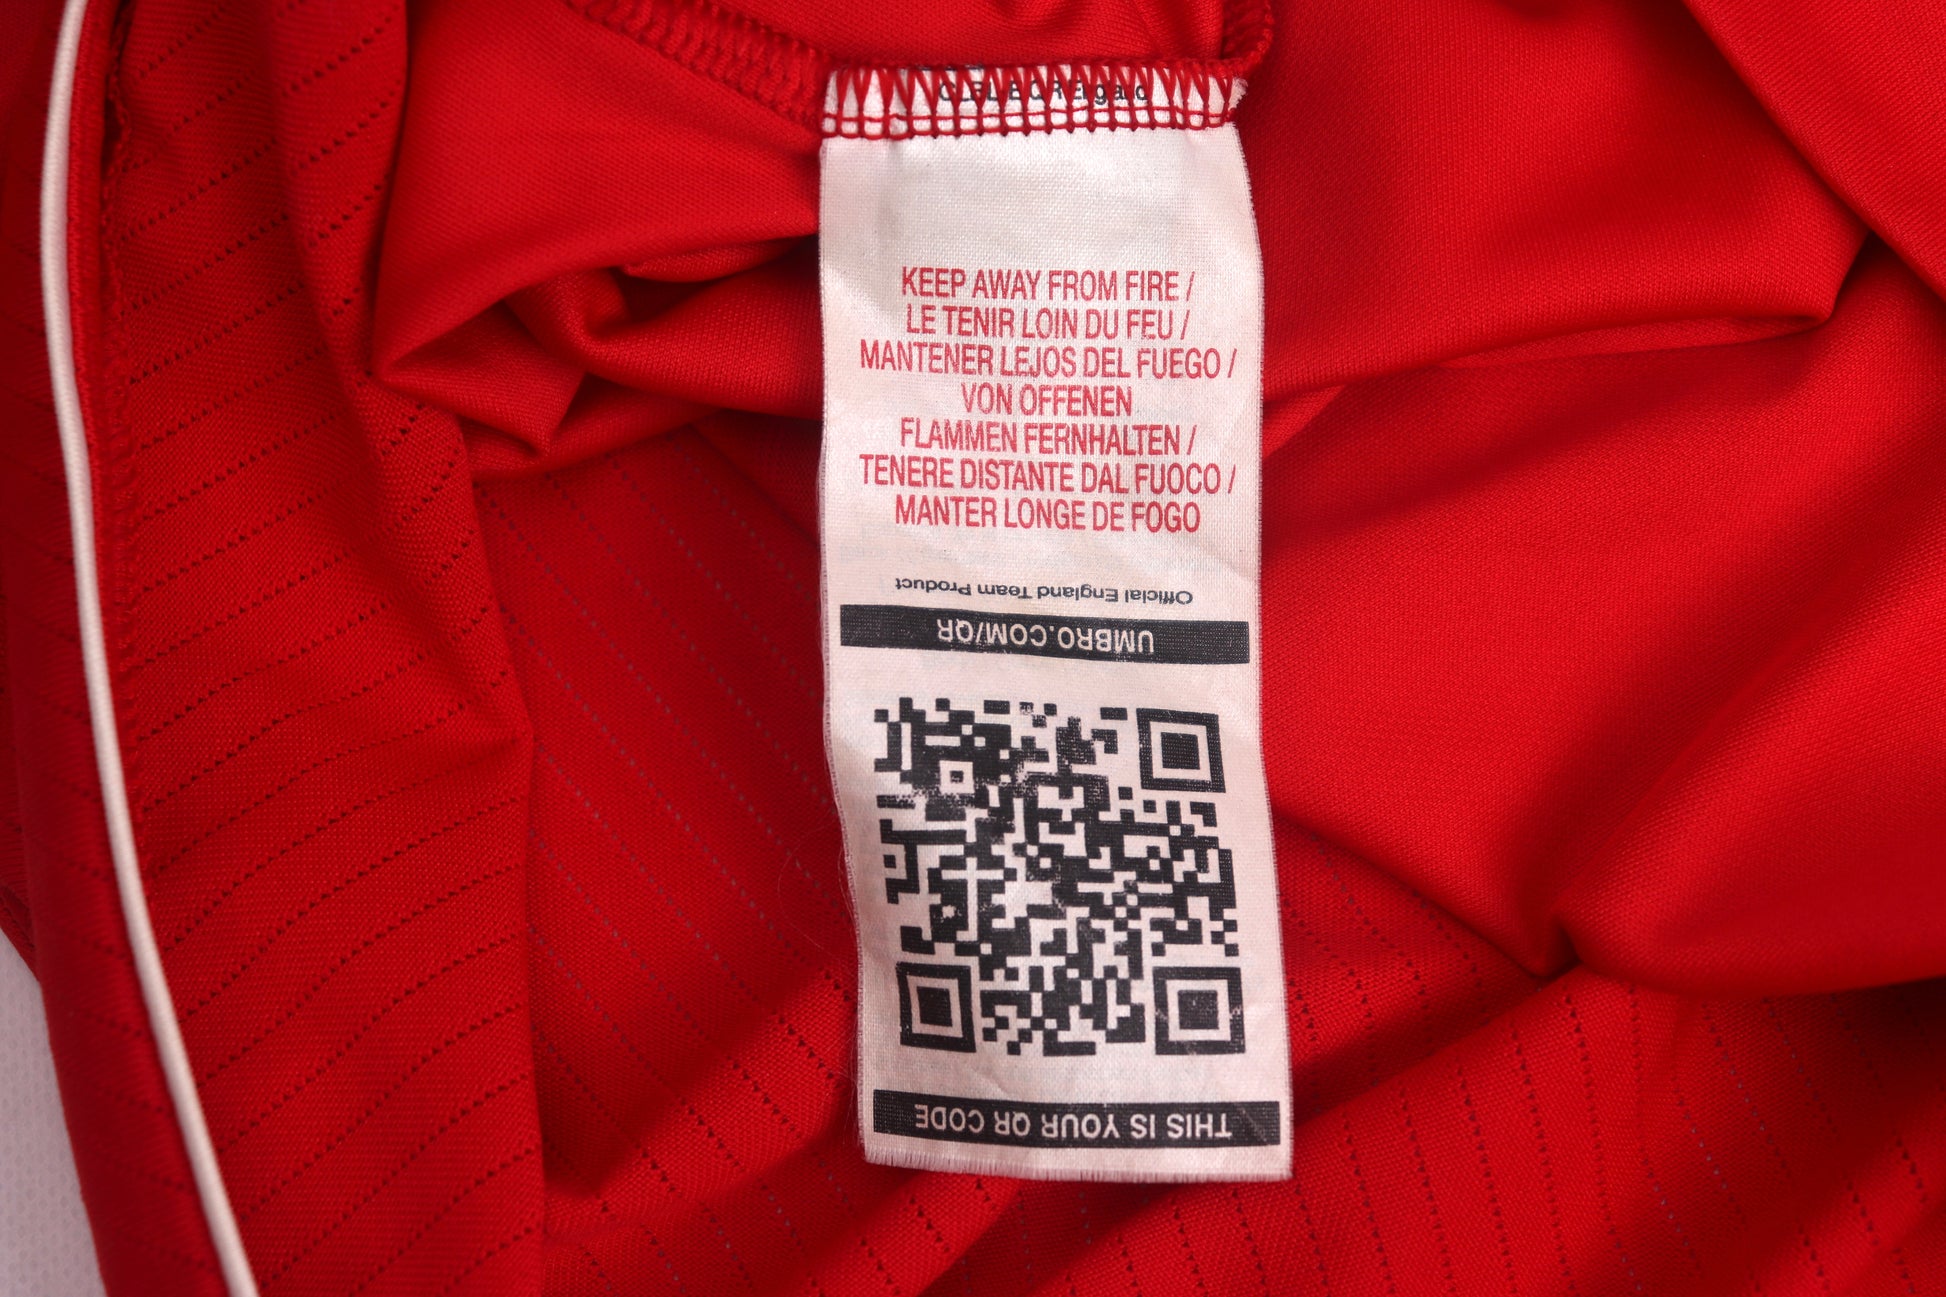 KEEP AWAY FROM FIRE /
LE TENIR LOIN DU FEU /
MANTENER LEJOS DEL FUEGO /
VON OFFENEN
FLAMMEN FERNHALTEN /
TENERE DISTANTE DAL FUOCO /
MANTER LONGE DE FOGO
Official England Team Product
UMBRO.COM/QR
THIS IS YOUR QR CODE